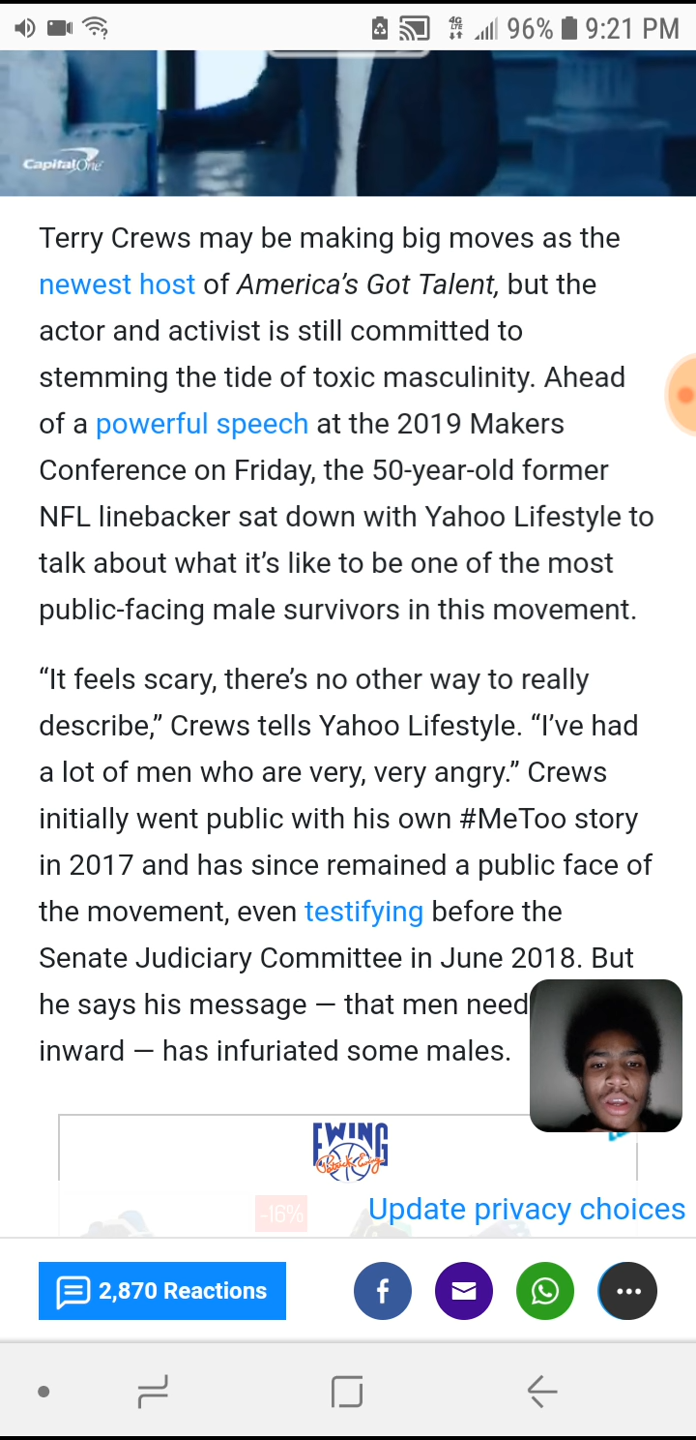 96% 9:21 PM
Capital One
Terry Crews may be making big moves as the
newest host of America’s Got Talent, but the
actor and activist is still committed to
stemming the tide of toxic masculinity. Ahead
of a powerful speech at the 2019 Makers
Conference on Friday, the 50-year-old former
NFL linebacker sat down with Yahoo Lifestyle to
talk about what it’s like to be one of the most
public-facing male survivors in this movement.
“It feels scary, there’s no other way to really
describe,” Crews tells Yahoo Lifestyle. “I’ve had
a lot of men who are very, very angry.” Crews
initially went public with his own #MeToo story
in 2017 and has since remained a public face of
the movement, even testifying before the
Senate Judiciary Committee in June 2018. But
he says his message — that men need
inward — has infuriated some males.
EWING
Patrick Ewing
-16%
Update privacy choices
2,870 Reactions